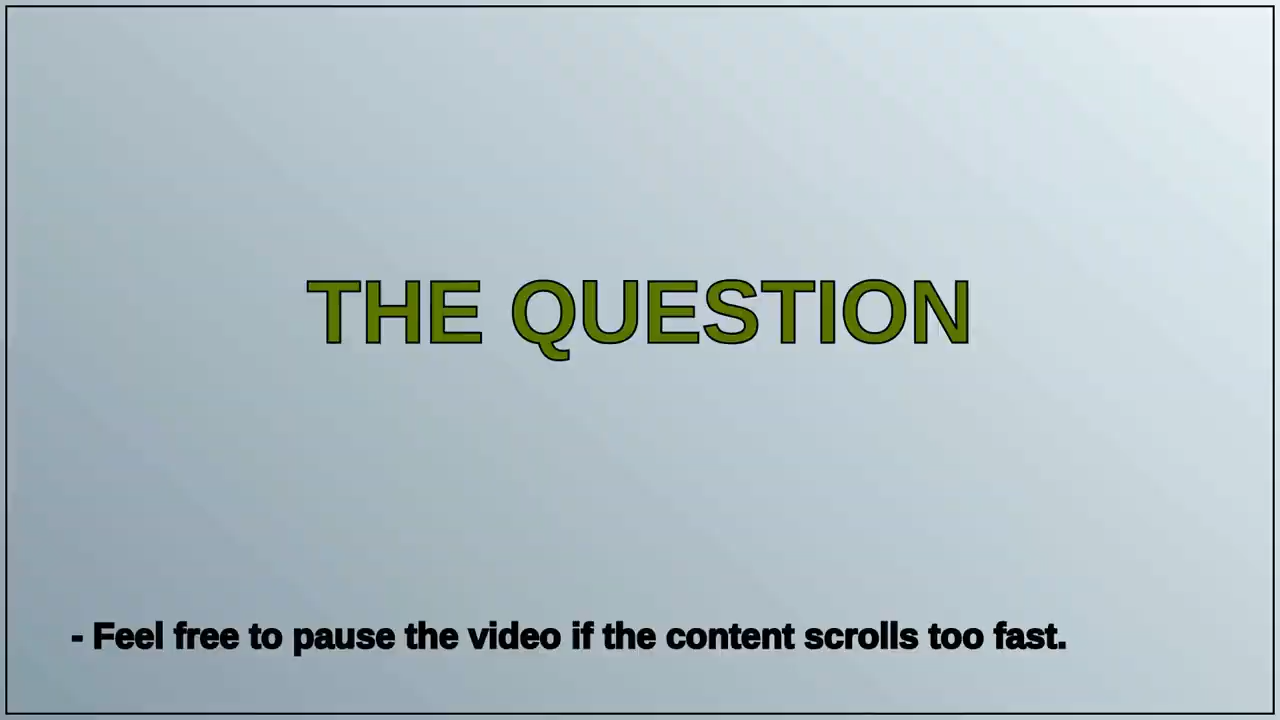 THE QUESTION
- Feel free to pause the video if the content scrolls too fast.